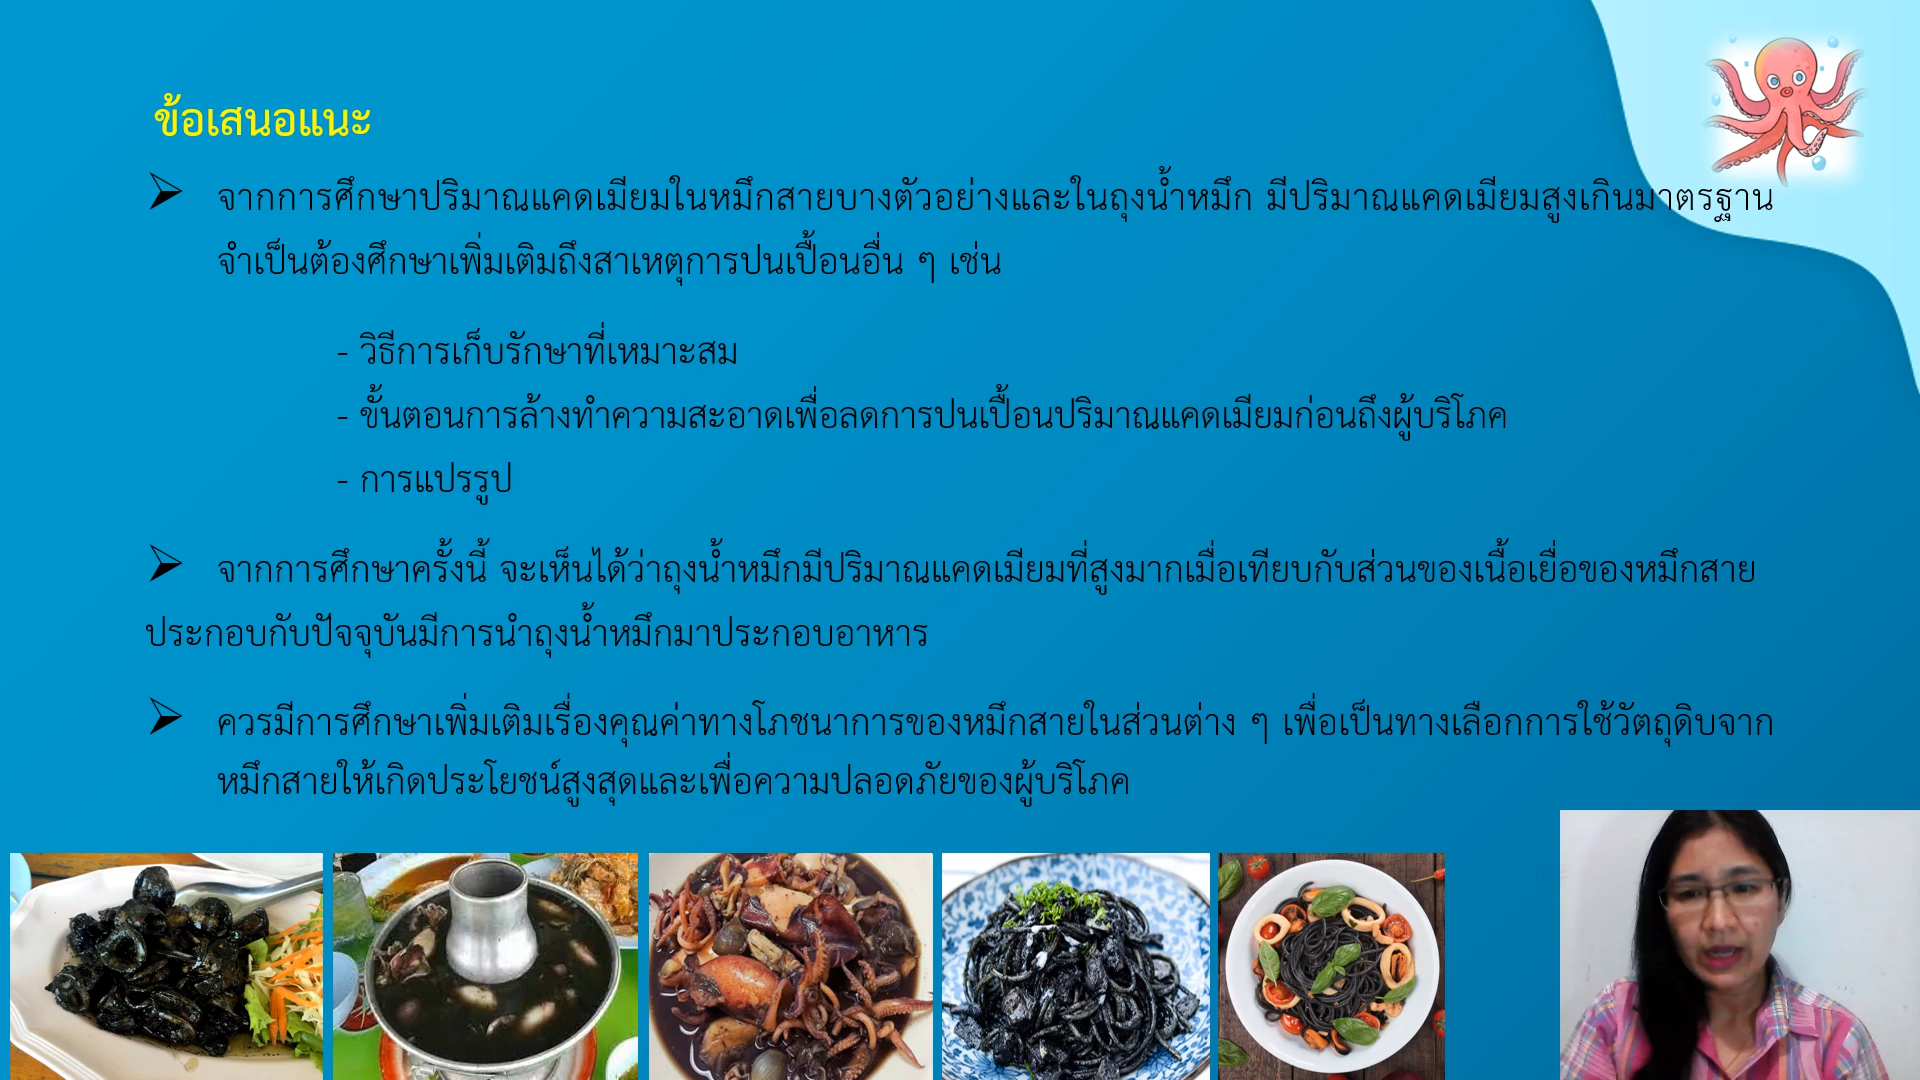 ข้อเสนอแนะ
➢ จากการศึกษาปริมาณแคดเมียมในหมึกสายบางตัวอย่างและในถุงน้ำหมึก มีปริมาณแคดเมียมสูงเกินมาตรฐาน
จำเป็นต้องศึกษาเพิ่มเติมถึงสาเหตุการปนเปื้อนอื่น ๆ เช่น
- วิธีการเก็บรักษาที่เหมาะสม
- ขั้นตอนการล้างทำความสะอาดเพื่อลดการปนเปื้อนปริมาณแคดเมียมก่อนถึงผู้บริโภค
- การแปรรูป
➢ จากการศึกษาครั้งนี้ จะเห็นได้ว่าถุงน้ำหมึกมีปริมาณแคดเมียมที่สูงมากเมื่อเทียบกับส่วนของเนื้อเยื่อของหมึกสาย
ประกอบกับปัจจุบันมีการนำถุงน้ำหมึกมาประกอบอาหาร
➢ ควรมีการศึกษาเพิ่มเติมเรื่องคุณค่าทางโภชนาการของหมึกสายในส่วนต่าง ๆ เพื่อเป็นทางเลือกการใช้วัตถุดิบจาก
หมึกสายให้เกิดประโยชน์สูงสุดและเพื่อความปลอดภัยของผู้บริโภค